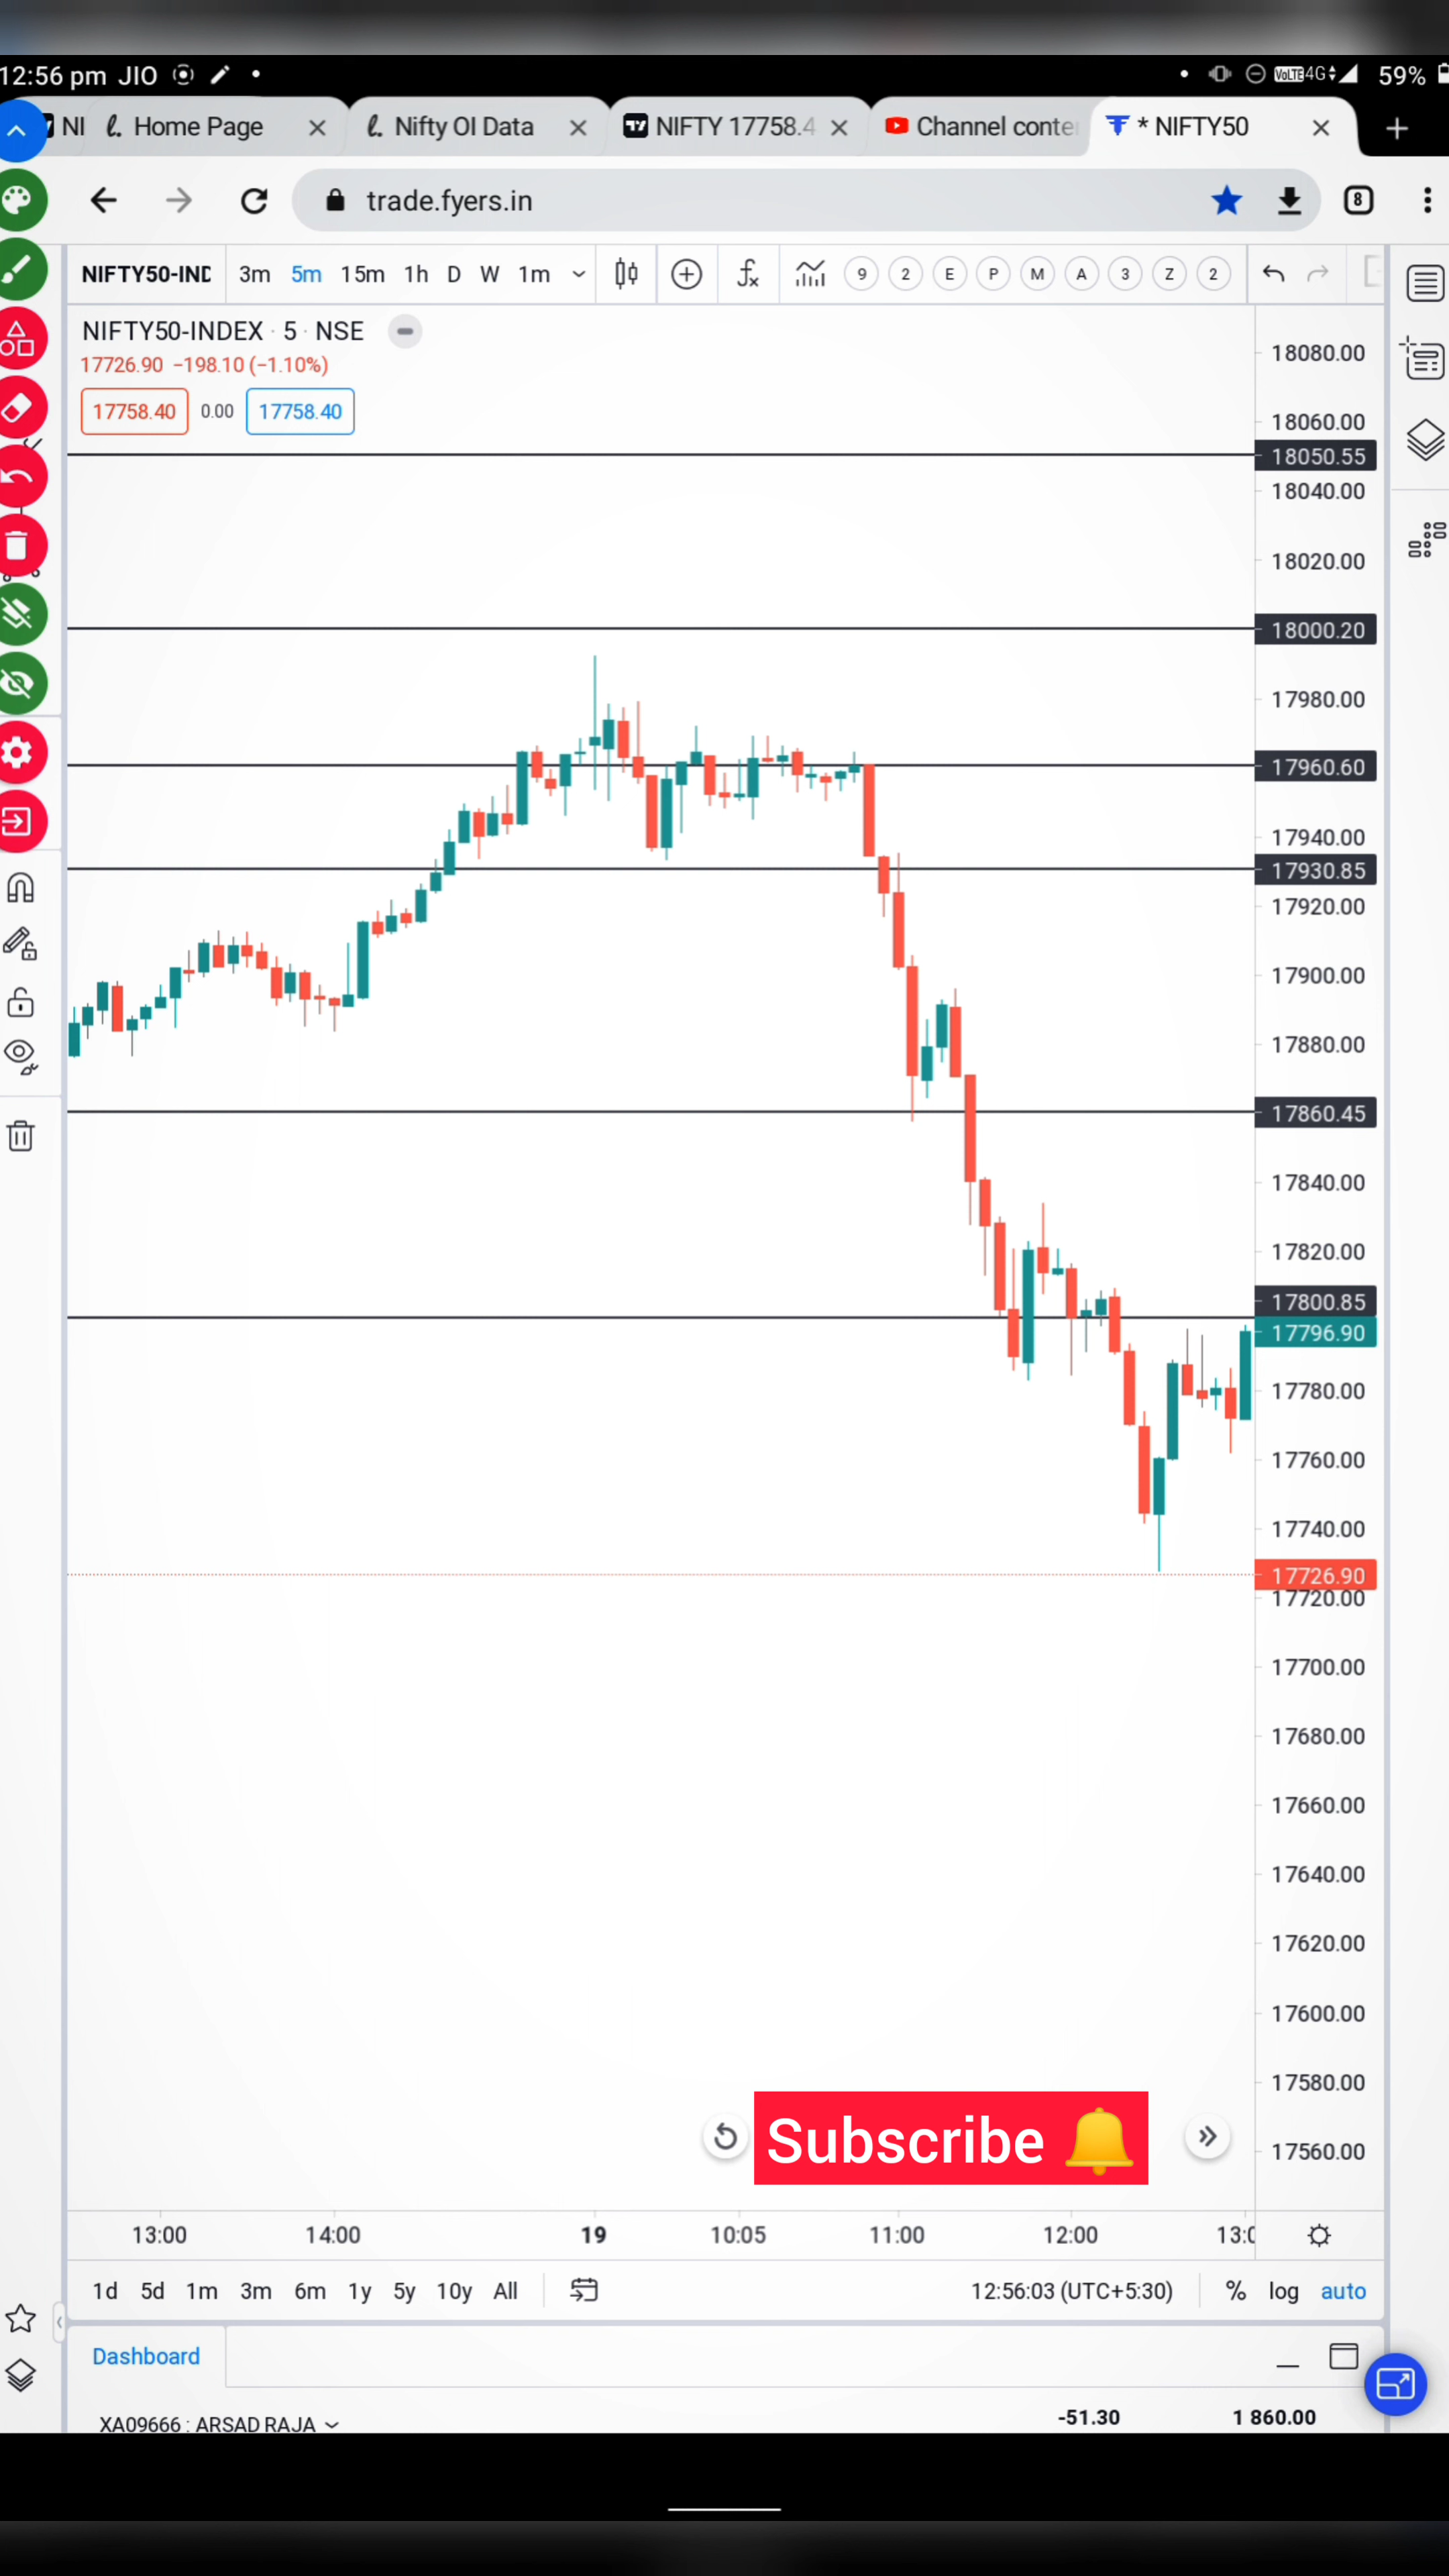 12:56 pm JIO VoLTE 4G 59%
NI Home Page Nifty OI Data NIFTY 17758.4 Channel conte * NIFTY50
trade.fyers.in 8
NIFTY50-IND 3m 5m 15m 1h D W 1m 9 2 E P M A 3 Z 2
NIFTY50-INDEX · 5 · NSE
17726.90 −198.10 (−1.10%)
17758.40 0.00 17758.40
18080.00
18060.00
18050.55
18040.00
18020.00
18000.20
17980.00
17960.60
17940.00
17930.85
17920.00
17900.00
17880.00
17860.45
17840.00
17820.00
17800.85
17796.90
17780.00
17760.00
17740.00
17726.90
17720.00
17700.00
17680.00
17660.00
17640.00
17620.00
17600.00
17580.00
Subscribe
17560.00
13:00 14:00 19 10:05 11:00 12:00 13:0
1d 5d 1m 3m 6m 1y 5y 10y All 12:56:03 (UTC+5:30) % log auto
Dashboard
XA09666 : ARSAD RAJA -51.30 1 860.00